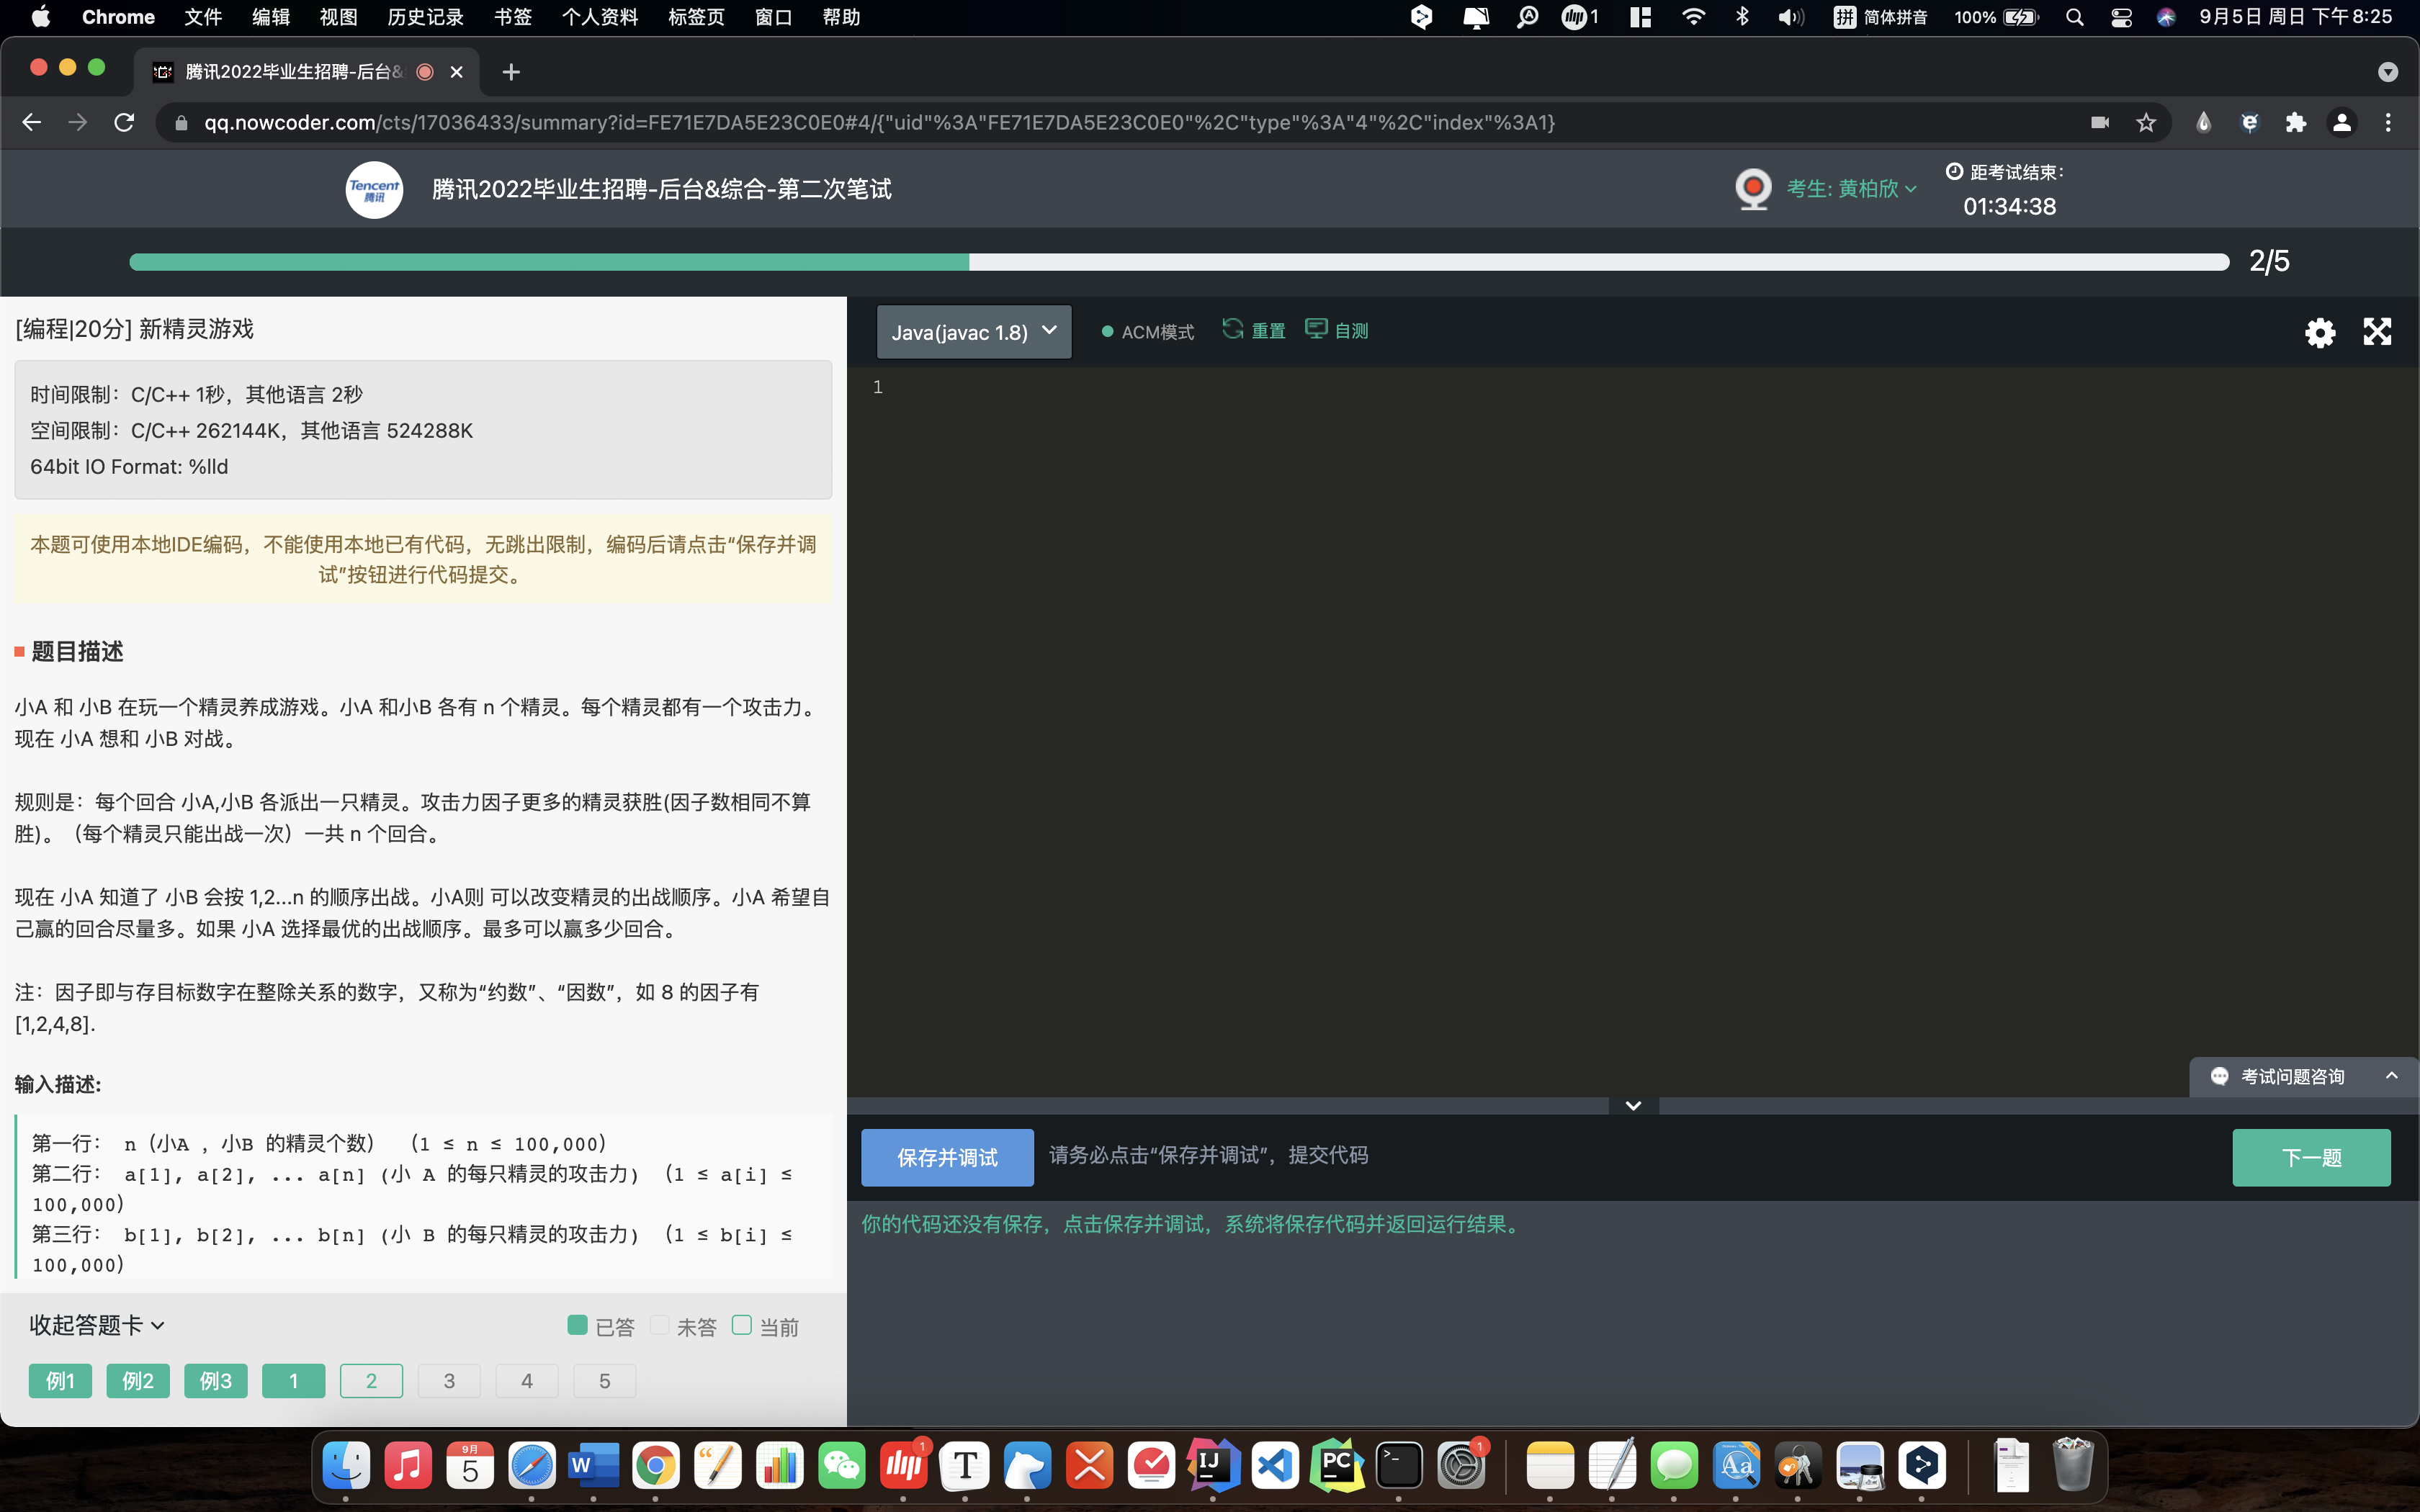 Chrome 文件 编辑 视图 历史记录 书签 个人资料 标签页 窗口 帮助 1 拼 简体拼音 100% 9月5日 周日 下午8:25
腾讯2022毕业生招聘-后台&
qq.nowcoder.com/cts/17036433/summary?id=FE71E7DA5E23C0E0#4/{"uid"%3A"FE71E7DA5E23C0E0"%2C"type"%3A"4"%2C"index"%3A1}
Tencent
腾讯
腾讯2022毕业生招聘-后台&综合-第二次笔试
考生: 黄柏欣
距考试结束:
01:34:38
2/5
[编程|20分] 新精灵游戏
时间限制：C/C++ 1秒，其他语言 2秒
空间限制：C/C++ 262144K，其他语言 524288K
64bit IO Format: %lld
本题可使用本地IDE编码，不能使用本地已有代码，无跳出限制，编码后请点击“保存并调
试”按钮进行代码提交。
题目描述
小A 和 小B 在玩一个精灵养成游戏。小A 和小B 各有 n 个精灵。每个精灵都有一个攻击力。
现在 小A 想和 小B 对战。
规则是：每个回合 小A,小B 各派出一只精灵。攻击力因子更多的精灵获胜(因子数相同不算
胜)。（每个精灵只能出战一次）一共 n 个回合。
现在 小A 知道了 小B 会按 1,2...n 的顺序出战。小A则 可以改变精灵的出战顺序。小A 希望自
己赢的回合尽量多。如果 小A 选择最优的出战顺序。最多可以赢多少回合。
注：因子即与存目标数字在整除关系的数字，又称为“约数”、“因数”，如 8 的因子有
[1,2,4,8].
输入描述:
第一行： n（小A ，小B 的精灵个数） （1 ≤ n ≤ 100,000）
第二行： a[1], a[2], ... a[n] (小 A 的每只精灵的攻击力) （1 ≤ a[i] ≤
100,000）
第三行： b[1], b[2], ... b[n] (小 B 的每只精灵的攻击力) （1 ≤ b[i] ≤
100,000）
收起答题卡
已答 未答 当前
例1 例2 例3 1 2 3 4 5
Java(javac 1.8) ACM模式 重置 自测
1
考试问题咨询
保存并调试 请务必点击“保存并调试”，提交代码 下一题
你的代码还没有保存，点击保存并调试，系统将保存代码并返回运行结果。
9月
5
W
1
T
IJ
PC
>_
1
Aa